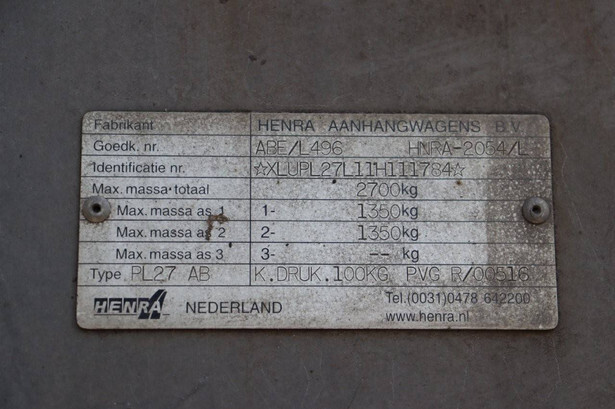 Fabrikant HENRA AANHANGWAGENS B.V.
Goedk. nr. ABE/L496 HNRA-2054/L
Identificatie nr. ☆XLUPL27L11H111784☆
Max. massa totaal 2700kg
Max. massa as 1 1- 1350kg
Max. massa as 2 2- 1350kg
Max. massa as 3 3- -- kg
Type PL27 AB K.DRUK.100KG PVG R/00516
HENRA NEDERLAND Tel.(0031)0478 642200
www.henra.nl